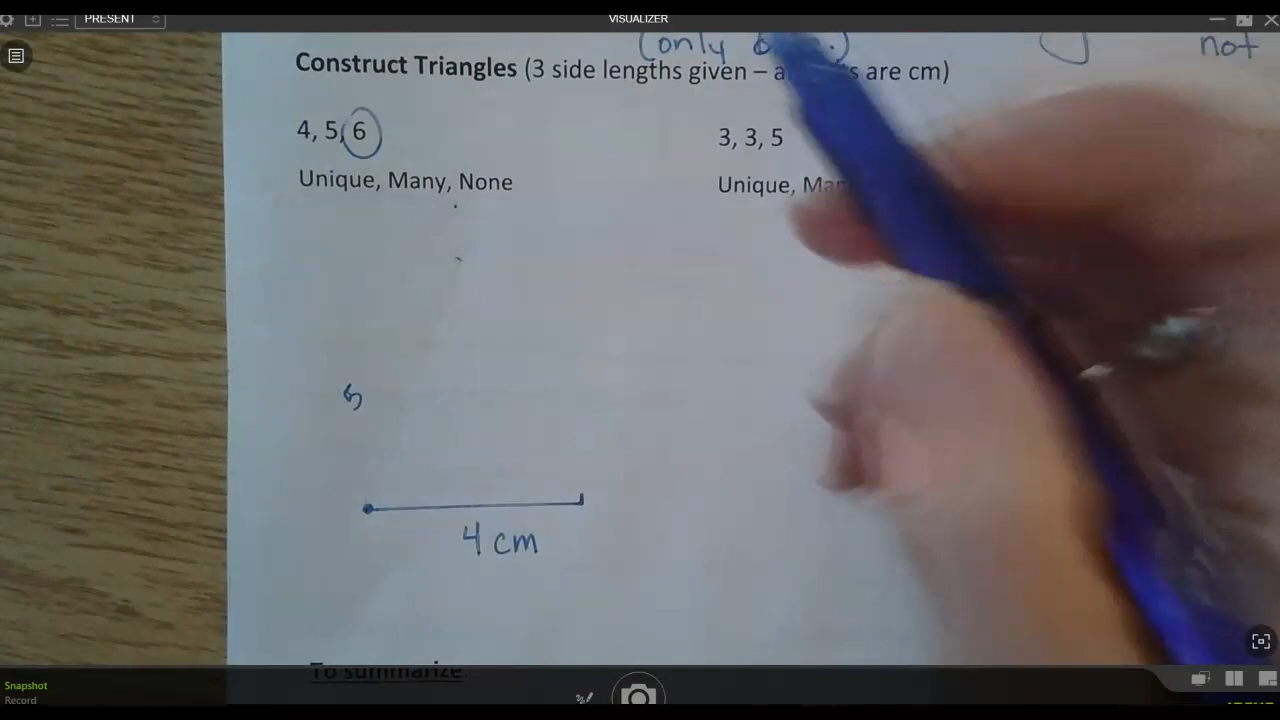 PRESENT
VISUALIZER
(only
not
Construct Triangles (3 side lengths given – are cm)
4, 5, 6
3, 3, 5
Unique, Many, None
Unique,
5
4 cm
To summarize
Snapshot
Record